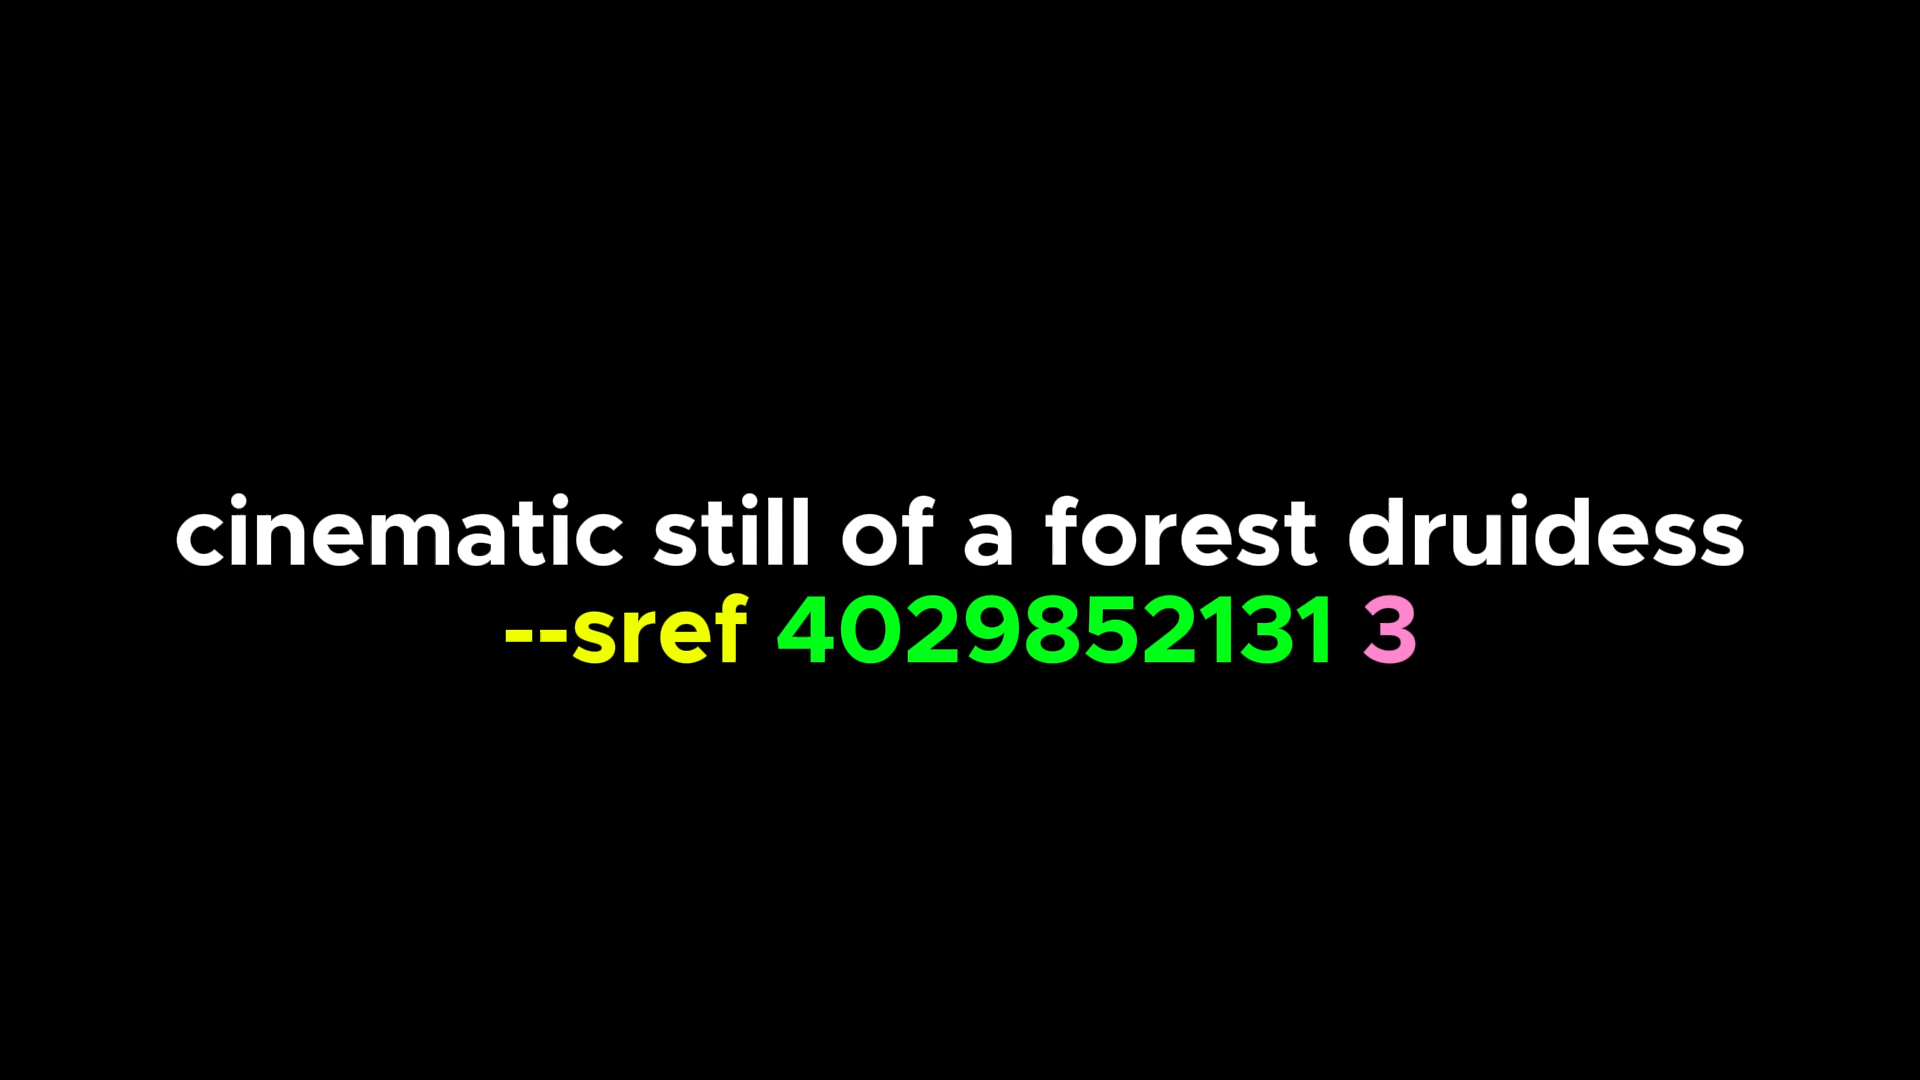 cinematic still of a forest druidess
--sref 4029852131 3